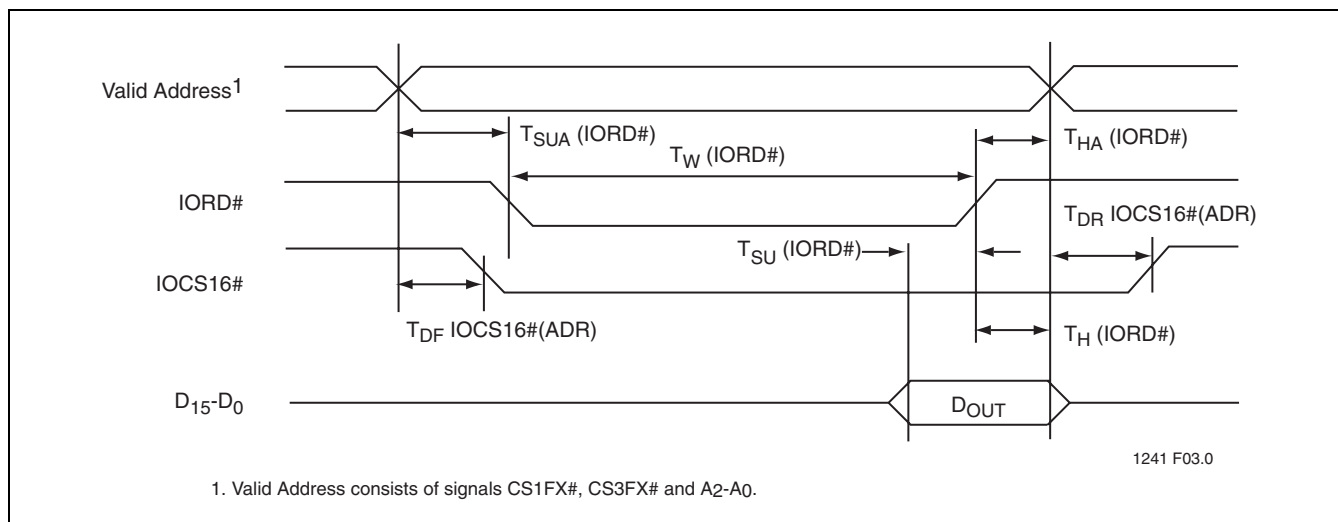 Valid Address1
TSUA (IORD#)
THA (IORD#)
TW (IORD#)
IORD#
TDR IOCS16#(ADR)
TSU (IORD#)
IOCS16#
TDF IOCS16#(ADR)
TH (IORD#)
D15-D0
DOUT
1241 F03.0
1. Valid Address consists of signals CS1FX#, CS3FX# and A2-A0.